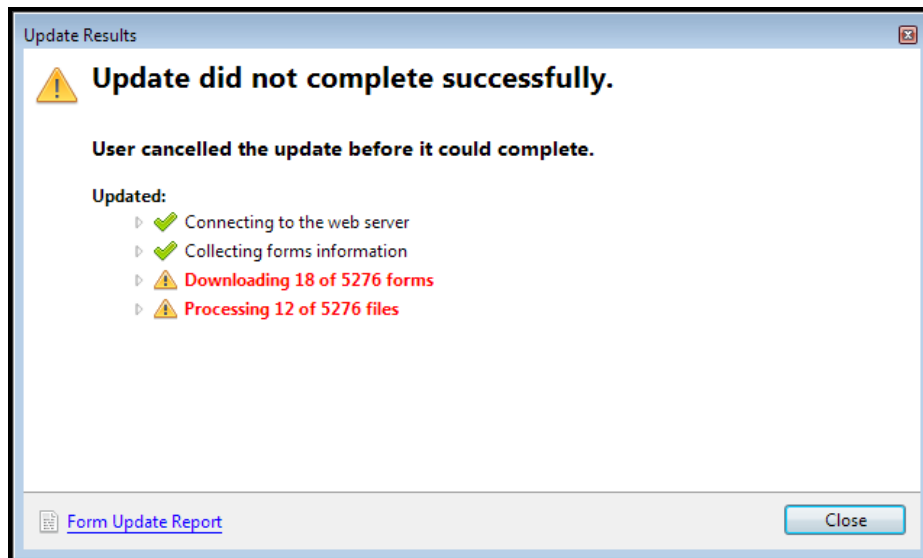 Update Results
Update did not complete successfully.
User cancelled the update before it could complete.
Updated:
Connecting to the web server
Collecting forms information
Downloading 18 of 5276 forms
Processing 12 of 5276 files
Form Update Report
Close